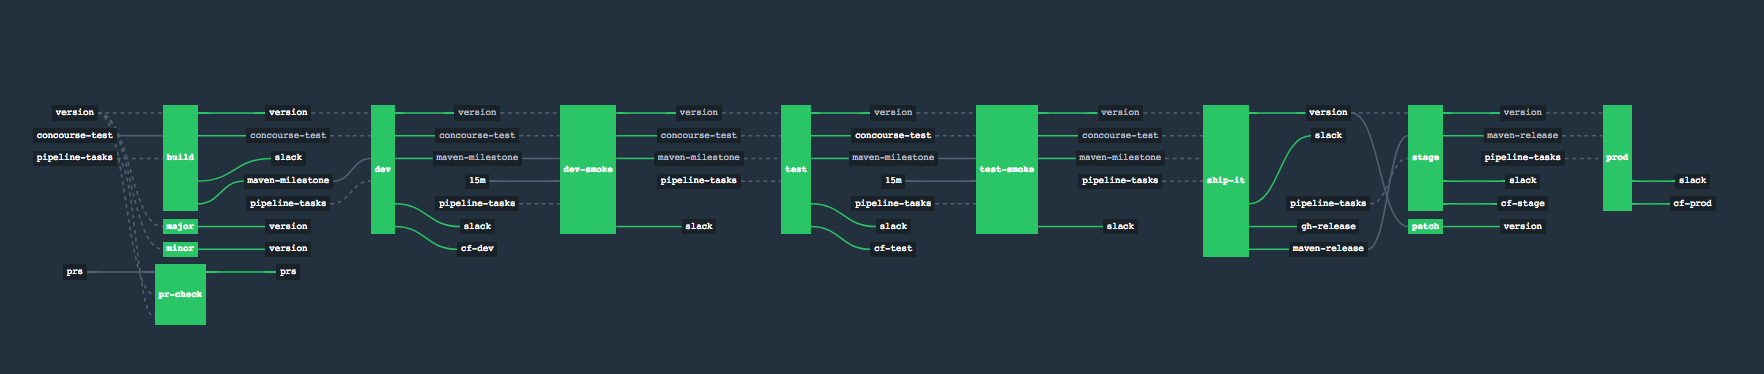 version version version version version version version version
concourse-test concourse-test concourse-test concourse-test concourse-test concourse-test slack maven-release
pipeline-tasks build slack maven-milestone maven-milestone maven-milestone maven-milestone stage pipeline-tasks prod
dev dev-smoke test test-smoke
maven-milestone 15m pipeline-tasks 15m pipeline-tasks ship-it slack slack
pipeline-tasks pipeline-tasks pipeline-tasks pipeline-tasks cf-stage cf-prod
major version slack slack slack slack gh-release patch version
minor version cf-dev cf-test maven-release
prs prs
pr-check